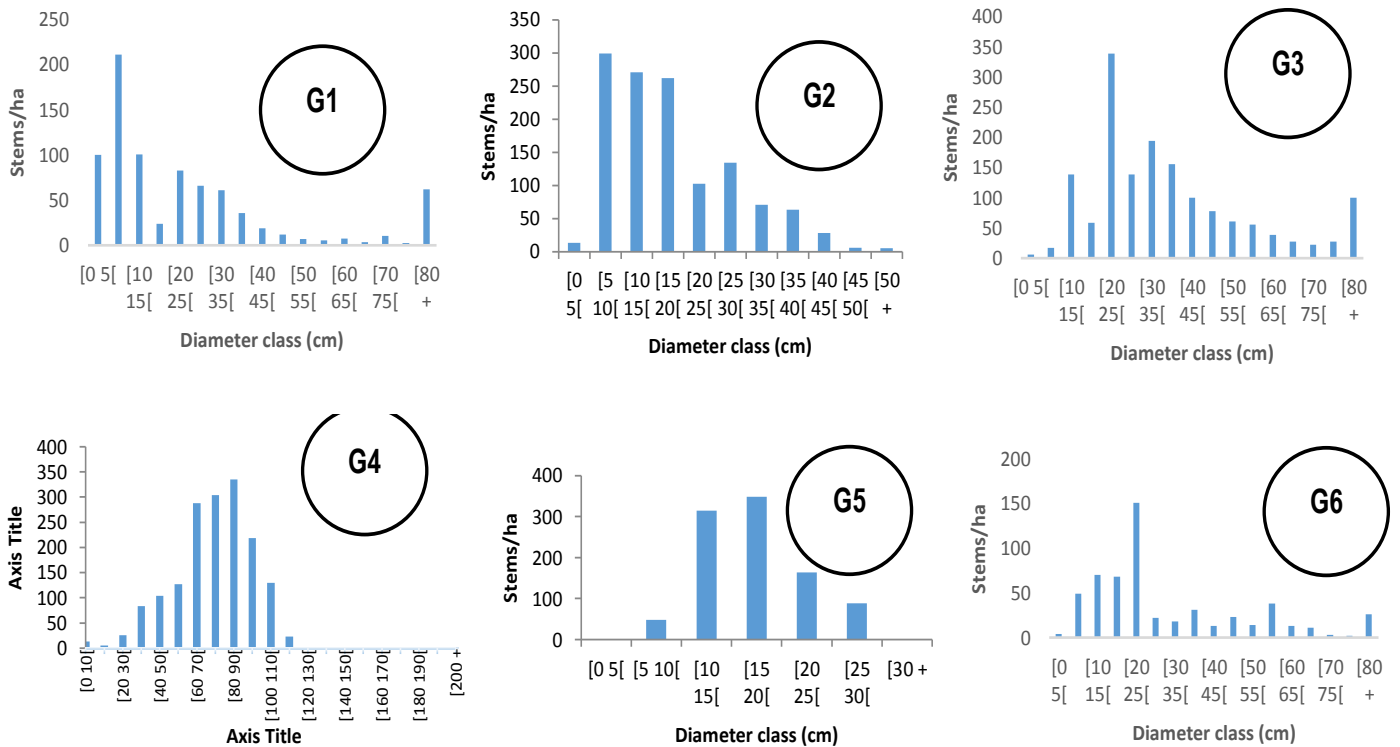 G1
250
200
150
100
50
0
Stems/ha
[0 5[ [10 [20 [30 [40 [50 [60 [70 [80
15[ 25[ 35[ 45[ 55[ 65[ 75[ +
Diameter class (cm)
G2
350
300
250
200
150
100
50
0
Stems/ha
[0 [5 [10 [15 [20 [25 [30 [35 [40 [45 [50
5[ 10[ 15[ 20[ 25[ 30[ 35[ 40[ 45[ 50[ +
Diameter class (cm)
G3
400
350
300
250
200
150
100
50
0
Stems/ha
[0 5[ [10 [20 [30 [40 [50 [60 [70 [80
15[ 25[ 35[ 45[ 55[ 65[ 75[ +
Diameter class (cm)
G4
400
350
300
250
200
150
100
50
0
Axis Title
[0 10[
[20 30[
[40 50[
[60 70[
[80 90[
[100 110[
[120 130[
[140 150[
[160 170[
[180 190[
[200 +
Axis Title
G5
400
300
200
100
0
Stems/ha
[0 5[ [5 10[ [10 [15 [20 [25 [30 +
15[ 20[ 25[ 30[
Diameter class (cm)
G6
200
150
100
50
0
Stems/ha
[0 [10 [20 [30 [40 [50 [60 [70 [80
5[ 15[ 25[ 35[ 45[ 55[ 65[ 75[ +
Diameter class (cm)